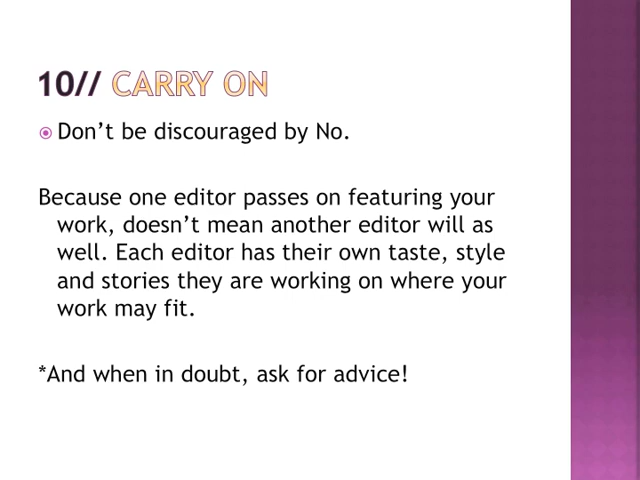 10// CARRY ON
Don’t be discouraged by No.
Because one editor passes on featuring your
work, doesn’t mean another editor will as
well. Each editor has their own taste, style
and stories they are working on where your
work may fit.
*And when in doubt, ask for advice!